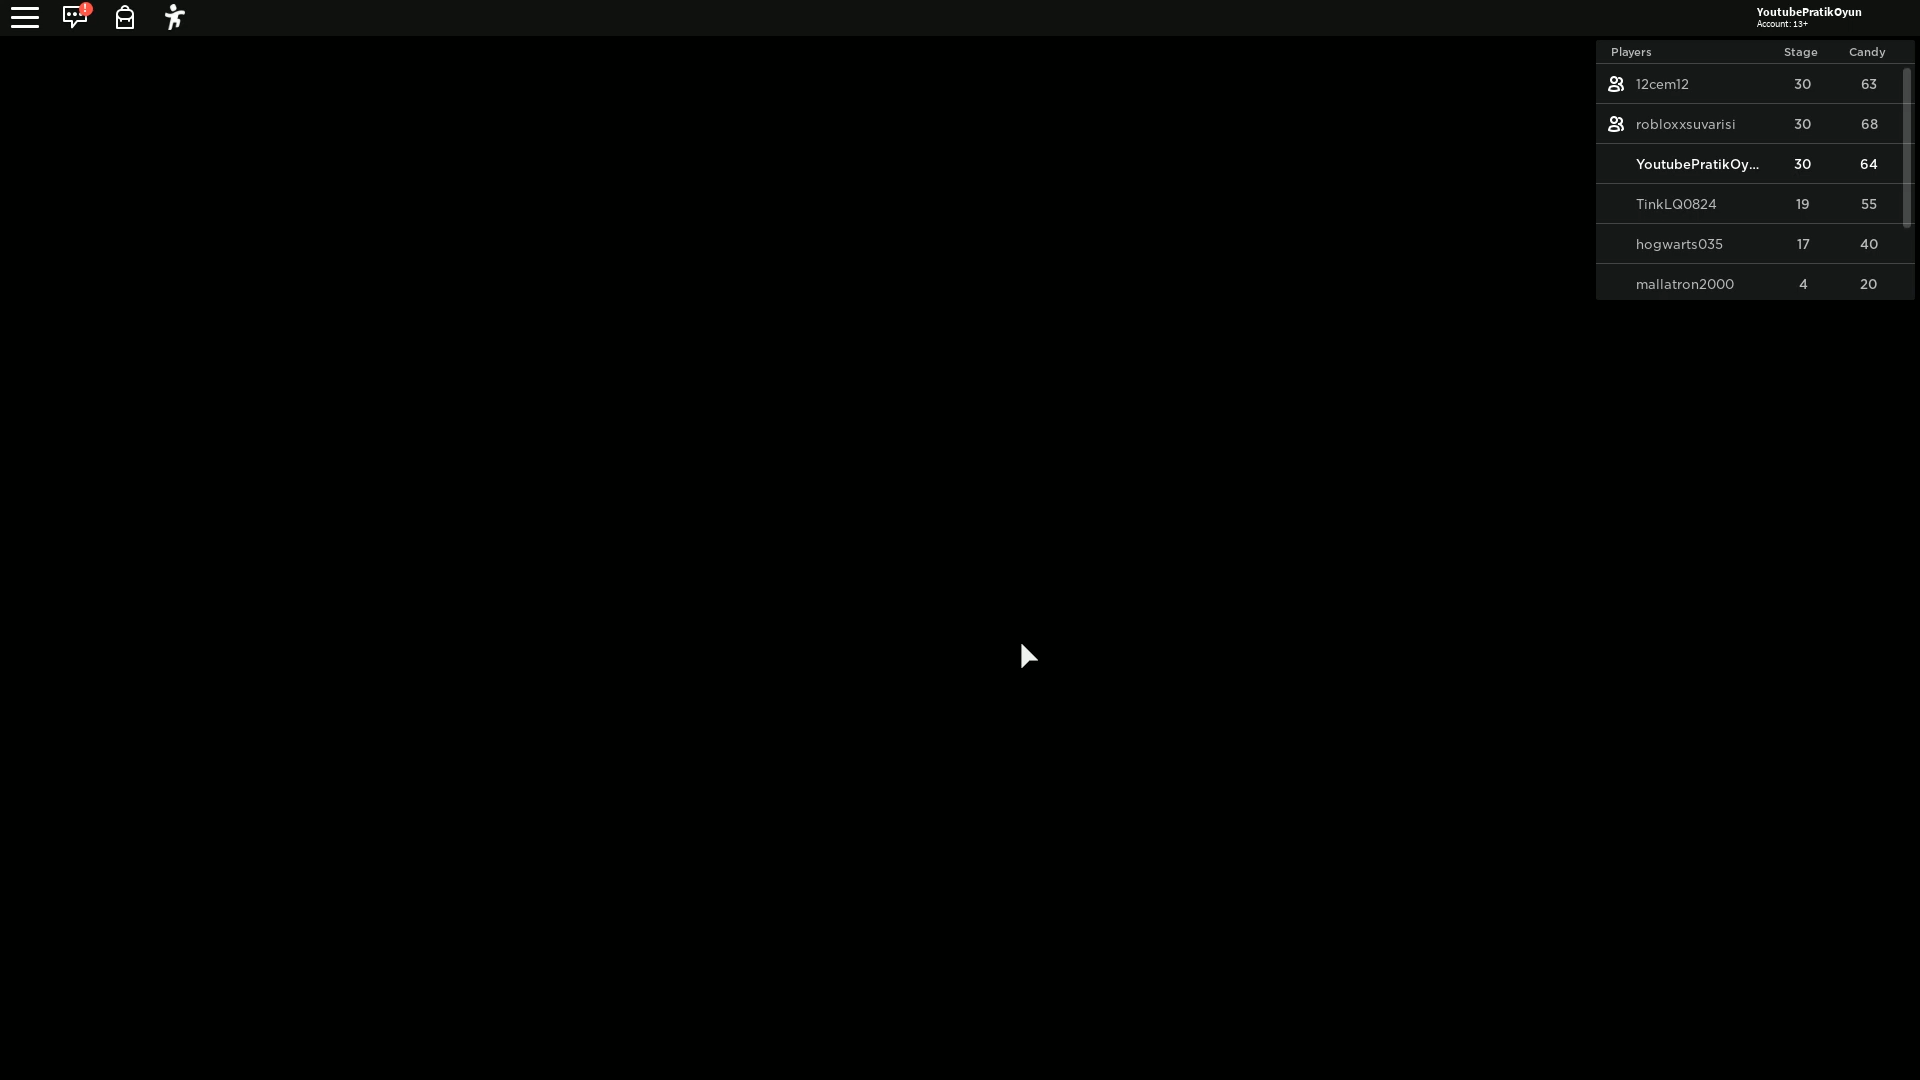 YoutubePratikOyun
Account: 13+
Players Stage Candy
12cem12 30 63
robloxxsuvarisi 30 68
YoutubePratikOy... 30 64
TinkLQ0824 19 55
hogwarts035 17 40
mallatron2000 4 20